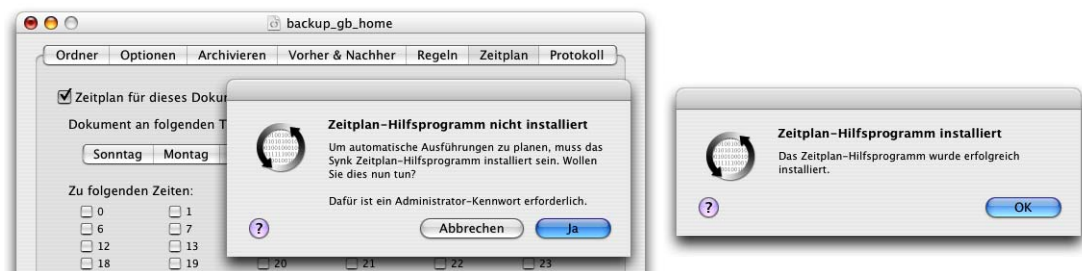 backup_gb_home
Ordner Optionen Archivieren Vorher & Nachher Regeln Zeitplan Protokoll
Zeitplan für dieses Dokum
Dokument an folgenden T
Sonntag Montag
Zu folgenden Zeiten:
0 1
6 7
12 13
18 19 20 21 22 23
Zeitplan-Hilfsprogramm nicht installiert
Um automatische Ausführungen zu planen, muss das
Synk Zeitplan-Hilfsprogramm installiert sein. Wollen
Sie dies nun tun?
Dafür ist ein Administrator-Kennwort erforderlich.
? Abbrechen Ja
Zeitplan-Hilfsprogramm installiert
Das Zeitplan-Hilfsprogramm wurde erfolgreich
installiert.
? OK